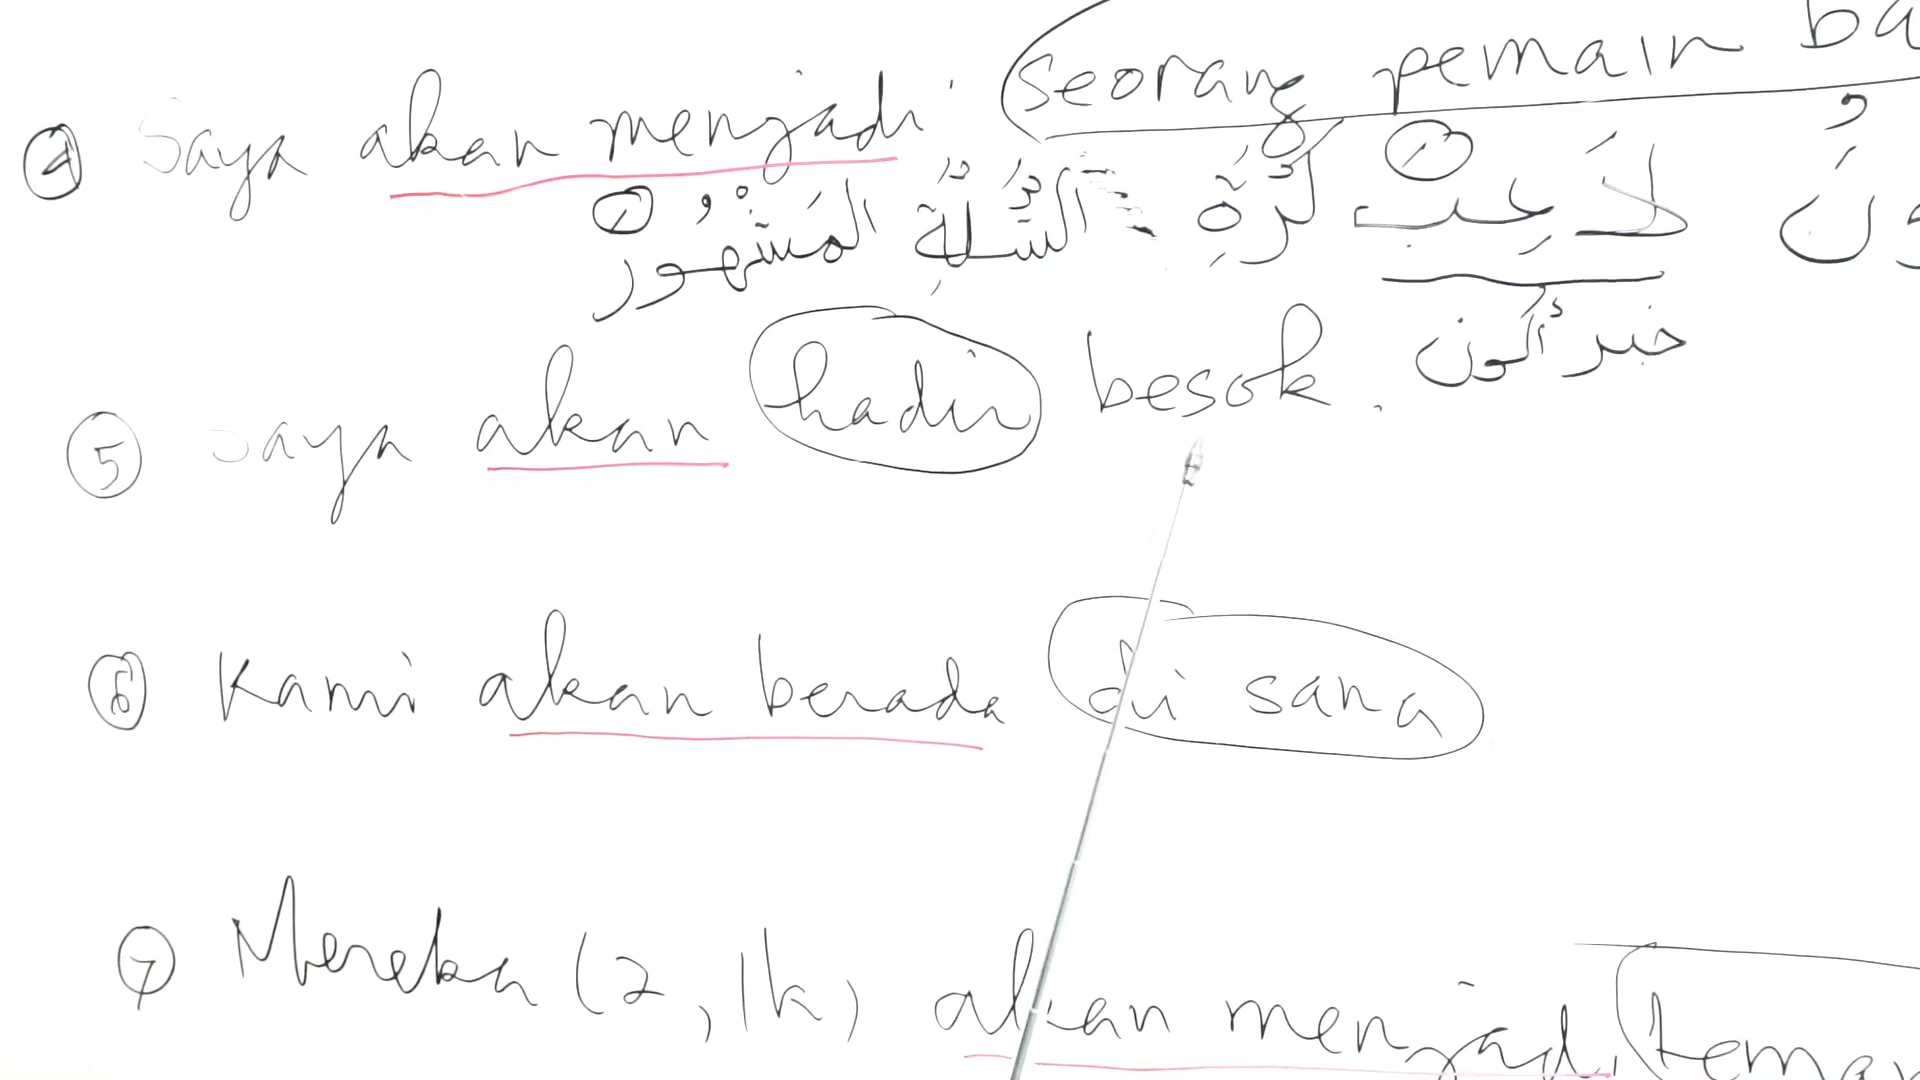 ④ Saya akan menjadi seorang pemain ba
لَاعِبَ كُرَةِ السَّلَّةِ المَشْهُور
خبر أكون
⑤ Saya akan hadir besok.
⑥ Kami akan berada di sana
⑦ Mereka (2, lk) akan menjadi teman